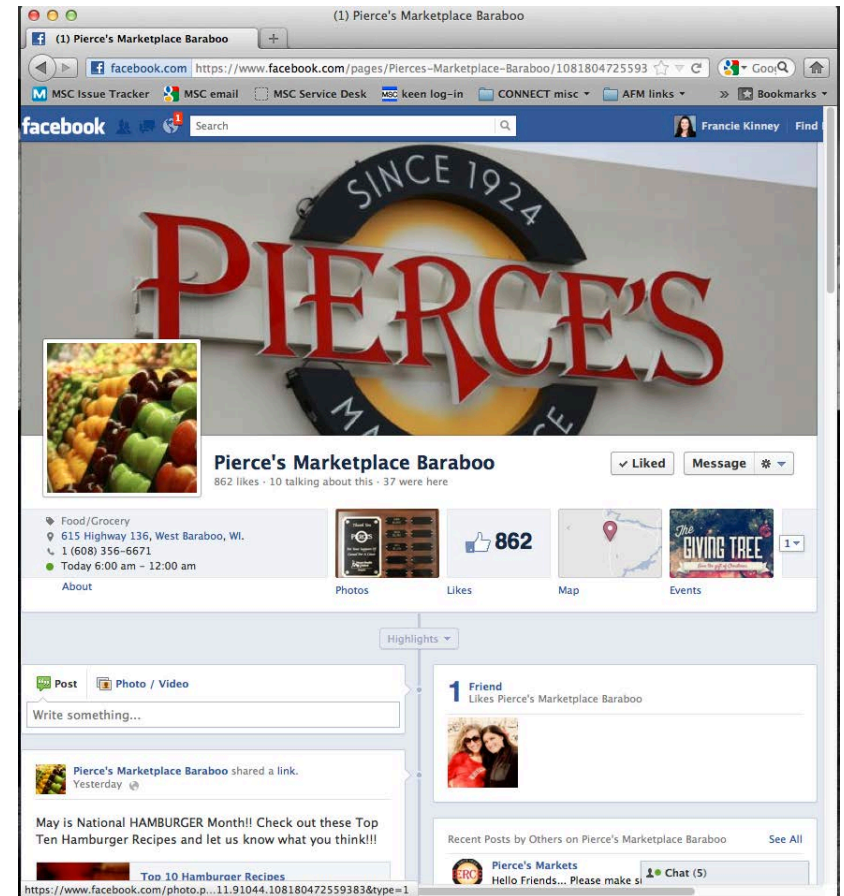 (1) Pierce's Marketplace Baraboo
(1) Pierce's Marketplace Baraboo
facebook.com https://www.facebook.com/pages/Pierces-Marketplace-Baraboo/1081804725593
MSC Issue Tracker MSC email MSC Service Desk MSC keen log-in CONNECT misc AFM links » Bookmarks
facebook 1 Search Francie Kinney Find
SINCE 1924
PIERCE'S
Pierce's Marketplace Baraboo
Liked Message
862 likes · 10 talking about this · 37 were here
Food/Grocery
615 Highway 136, West Baraboo, WI.
1 (608) 356-6671
Today 6:00 am – 12:00 am
About
Thank You
862
The
GIVING TREE
1
Photos Likes Map Events
Highlights
Post Photo / Video
Write something...
1 Friend
Likes Pierce's Marketplace Baraboo
Pierce's Marketplace Baraboo shared a link.
Yesterday
May is National HAMBURGER Month!! Check out these Top
Ten Hamburger Recipes and let us know what you think!!!
Top 10 Hamburger Recipes
Recent Posts by Others on Pierce's Marketplace Baraboo See All
Pierce's Markets
Hello Friends... Please make
Chat (5)
https://www.facebook.com/photo.p...11.91044.108180472559383&type=1